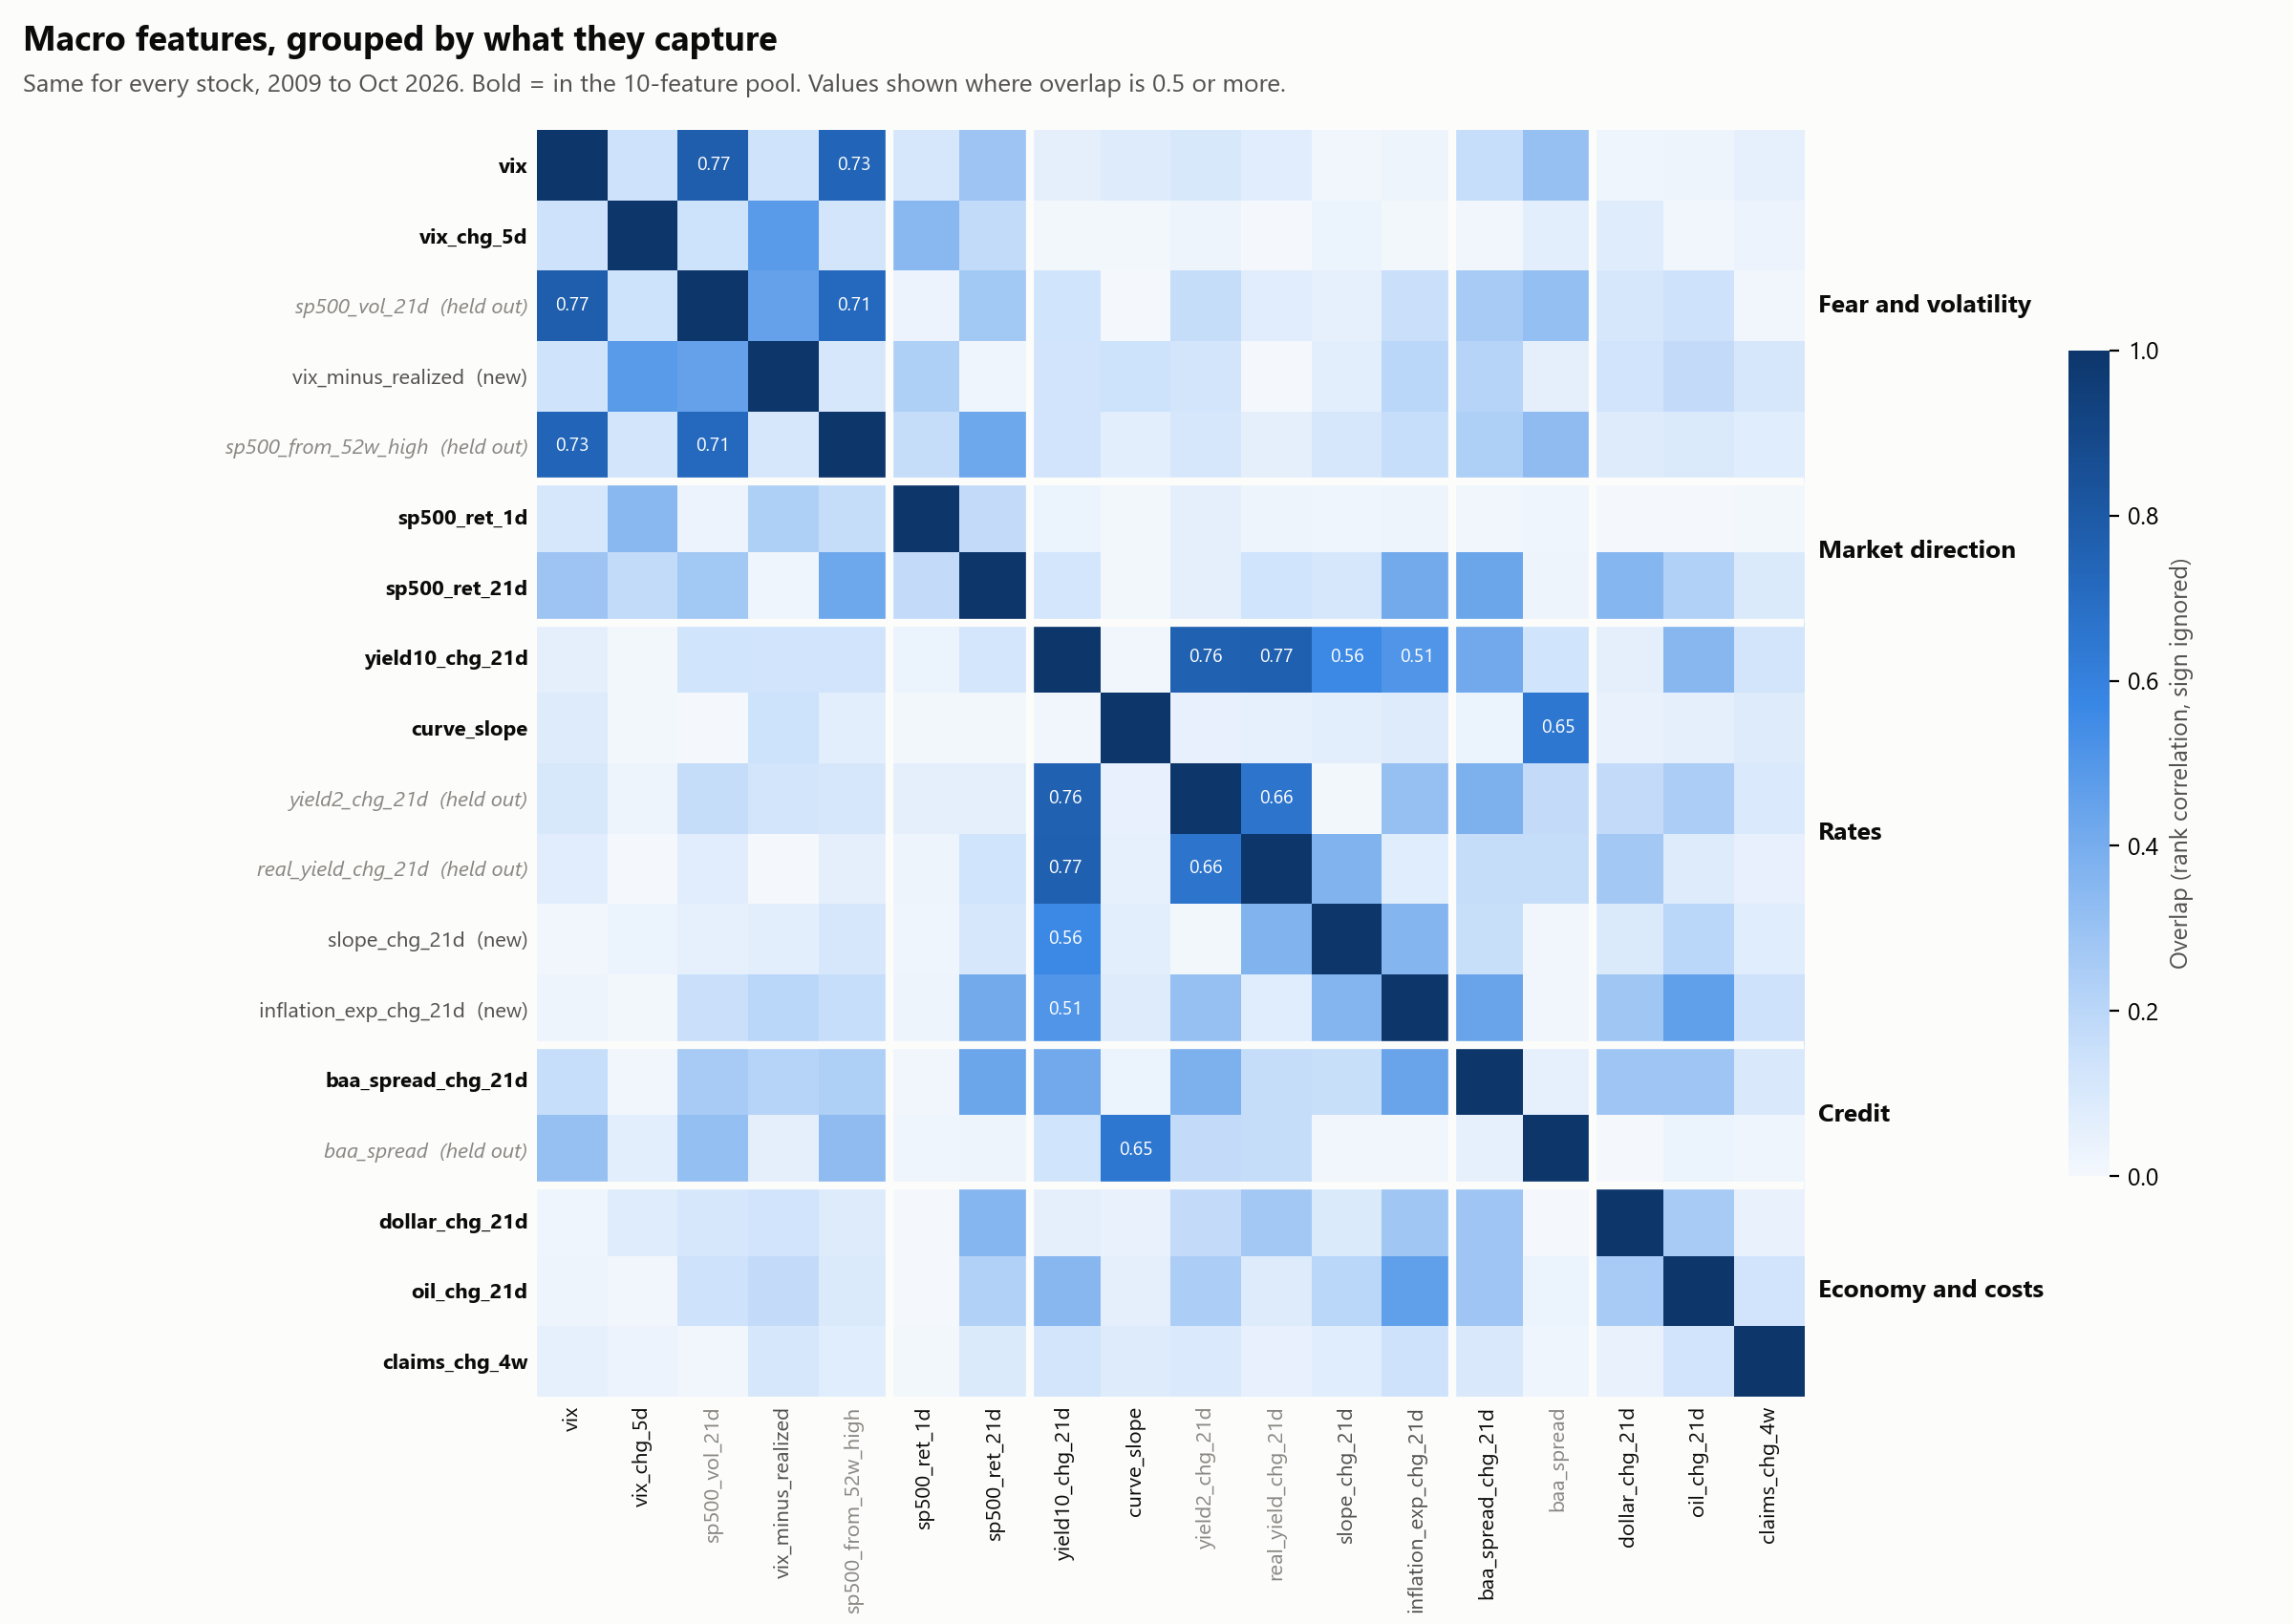 Macro features, grouped by what they capture
Same for every stock, 2009 to Oct 2026. Bold = in the 10-feature pool. Values shown where overlap is 0.5 or more.
vix
0.77
0.73
vix_chg_5d
sp500_vol_21d (held out)
0.77
0.71
Fear and volatility
vix_minus_realized (new)
sp500_from_52w_high (held out)
0.73
0.71
sp500_ret_1d
Market direction
sp500_ret_21d
yield10_chg_21d
0.76
0.77
0.56
0.51
curve_slope
0.65
yield2_chg_21d (held out)
0.76
0.66
Rates
real_yield_chg_21d (held out)
0.77
0.66
slope_chg_21d (new)
0.56
inflation_exp_chg_21d (new)
0.51
baa_spread_chg_21d
Credit
baa_spread (held out)
0.65
dollar_chg_21d
oil_chg_21d
Economy and costs
claims_chg_4w
vix
vix_chg_5d
sp500_vol_21d
vix_minus_realized
sp500_from_52w_high
sp500_ret_1d
sp500_ret_21d
yield10_chg_21d
curve_slope
yield2_chg_21d
real_yield_chg_21d
slope_chg_21d
inflation_exp_chg_21d
baa_spread_chg_21d
baa_spread
dollar_chg_21d
oil_chg_21d
claims_chg_4w
1.0
0.8
0.6
0.4
0.2
0.0
Overlap (rank correlation, sign ignored)